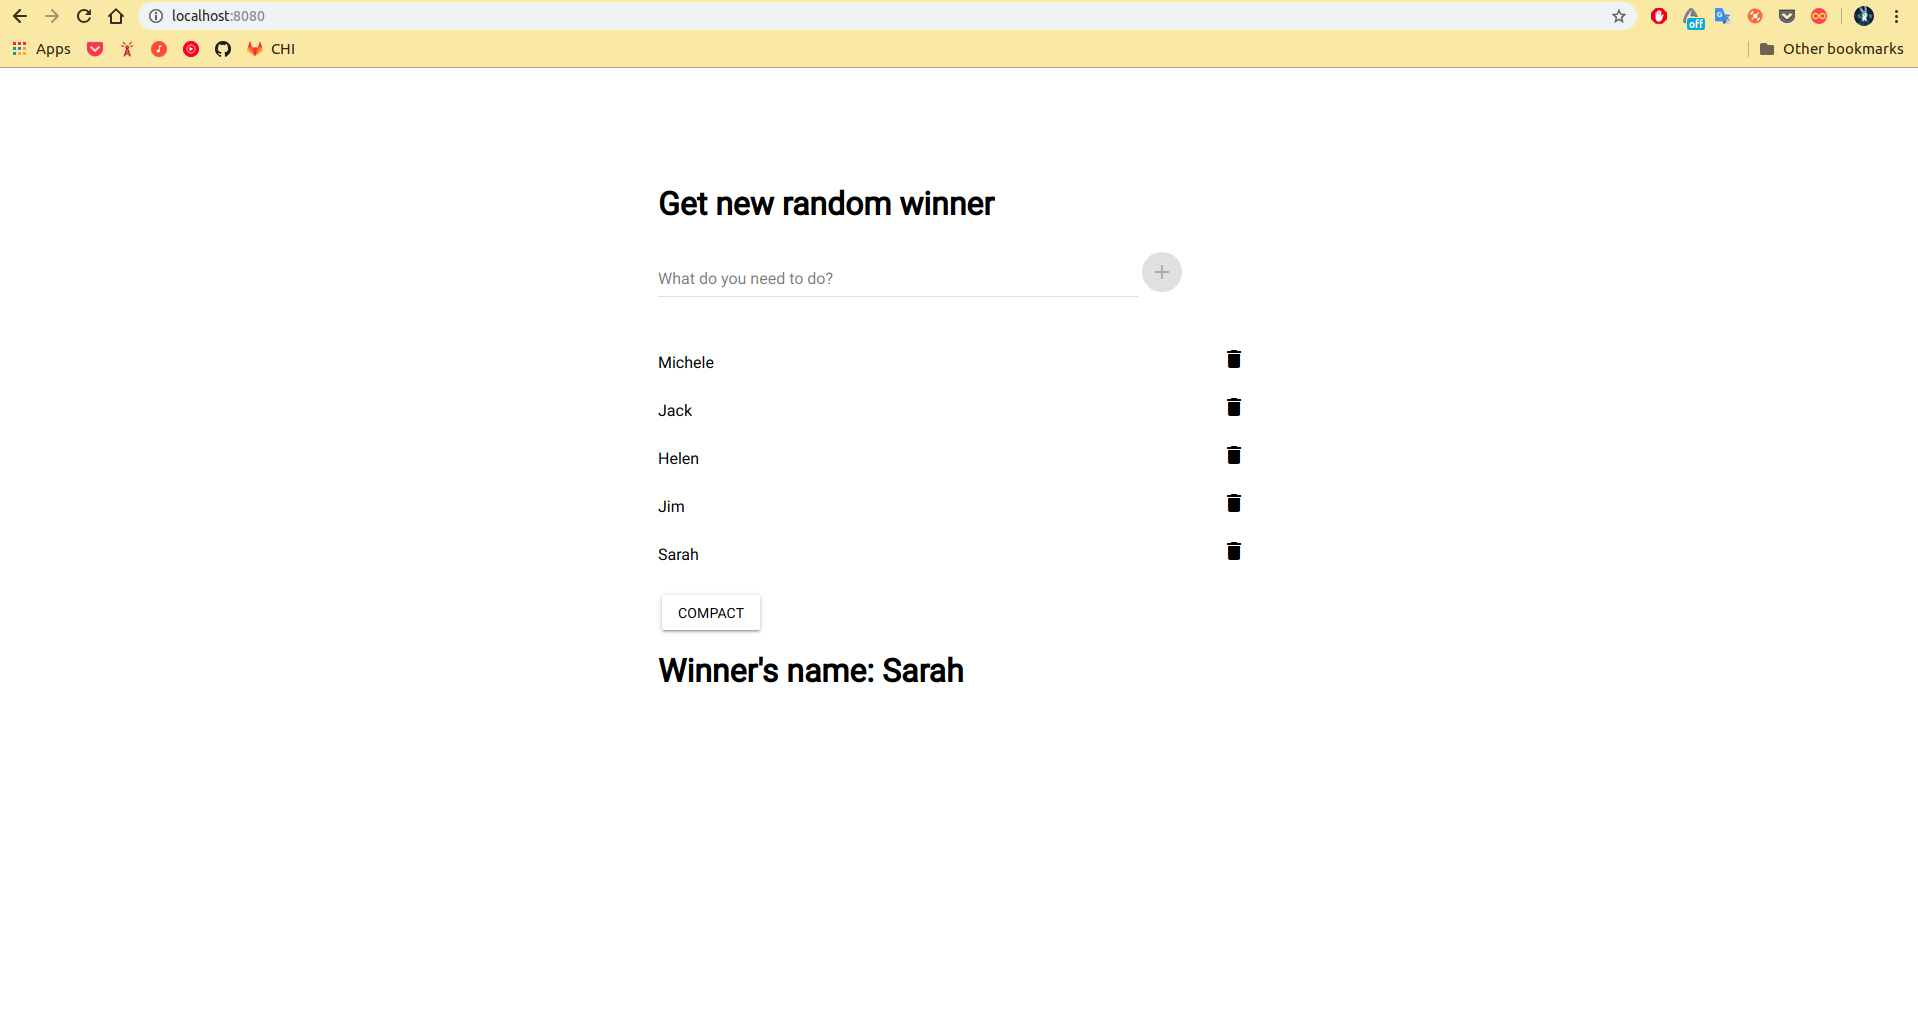 localhost:8080
off
Apps
CHI
Other bookmarks
Get new random winner
What do you need to do?
Michele
Jack
Helen
Jim
Sarah
COMPACT
Winner's name: Sarah